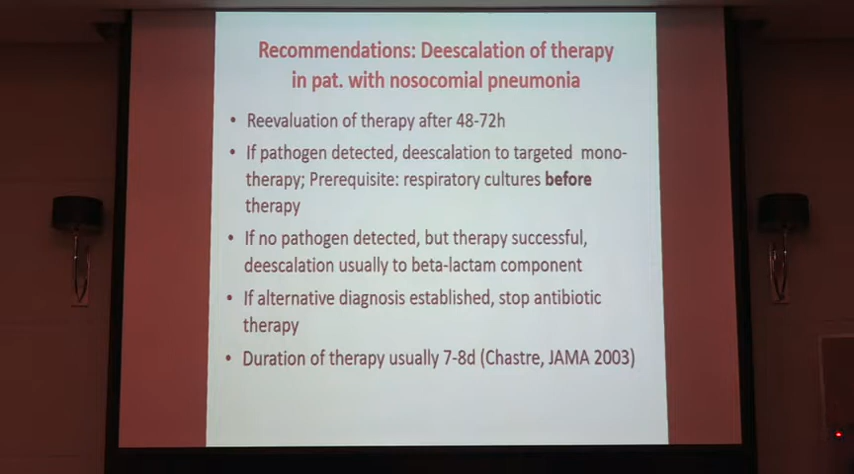 Recommendations: Deescalation of therapy
in pat. with nosocomial pneumonia
• Reevaluation of therapy after 48-72h
• If pathogen detected, deescalation to targeted mono-
therapy; Prerequisite: respiratory cultures before
therapy
• If no pathogen detected, but therapy successful,
deescalation usually to beta-lactam component
• If alternative diagnosis established, stop antibiotic
therapy
• Duration of therapy usually 7-8d (Chastre, JAMA 2003)